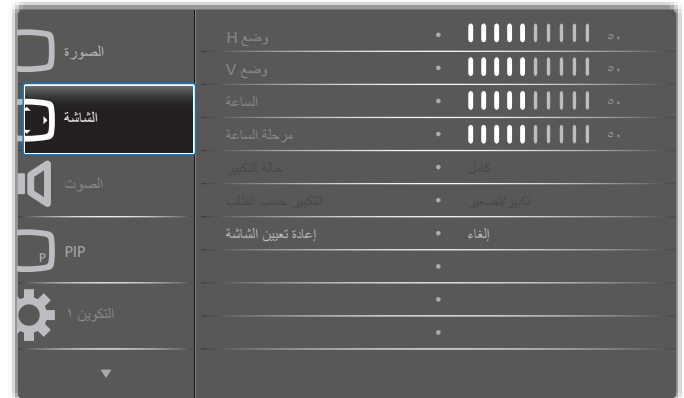 الصورة
الشاشة
الصوت
P PIP
التكوين ١
وضع H • ٥٠
وضع V • ٥٠
الساعة • ٥٠
مرحلة الساعة • ٥٠
حالة التكبير • كامل
التكبير حسب الطلب • تكبير/تصغير
إعادة تعيين الشاشة • إلغاء